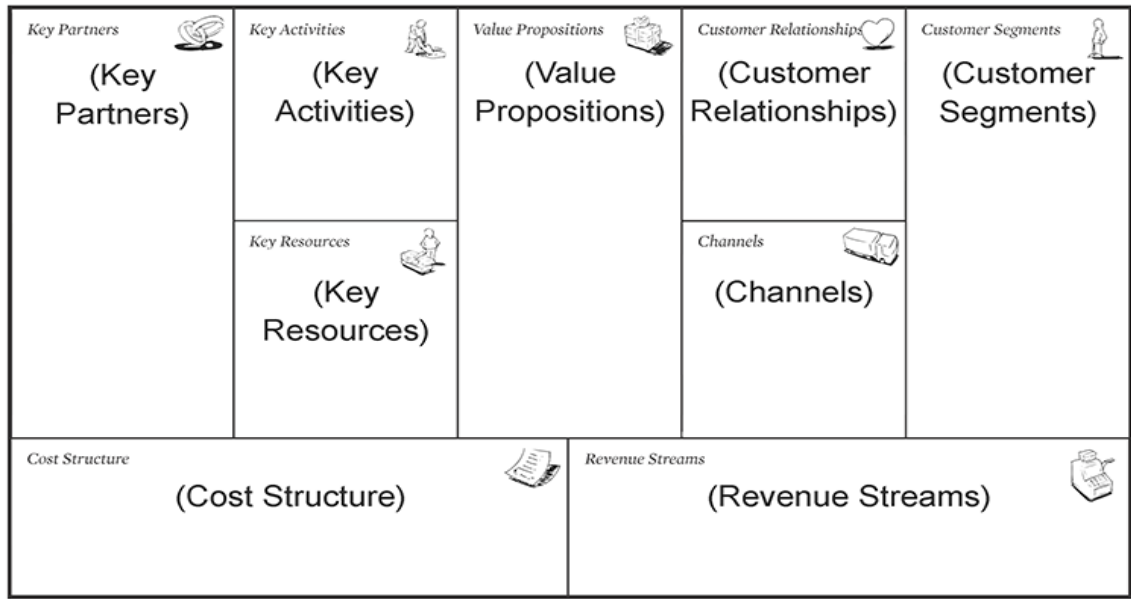 Key Partners
(Key
Partners)
Key Activities
(Key
Activities)
Key Resources
(Key
Resources)
Value Propositions
(Value
Propositions)
Customer Relationships
(Customer
Relationships)
Channels
(Channels)
Customer Segments
(Customer
Segments)
Cost Structure
(Cost Structure)
Revenue Streams
(Revenue Streams)